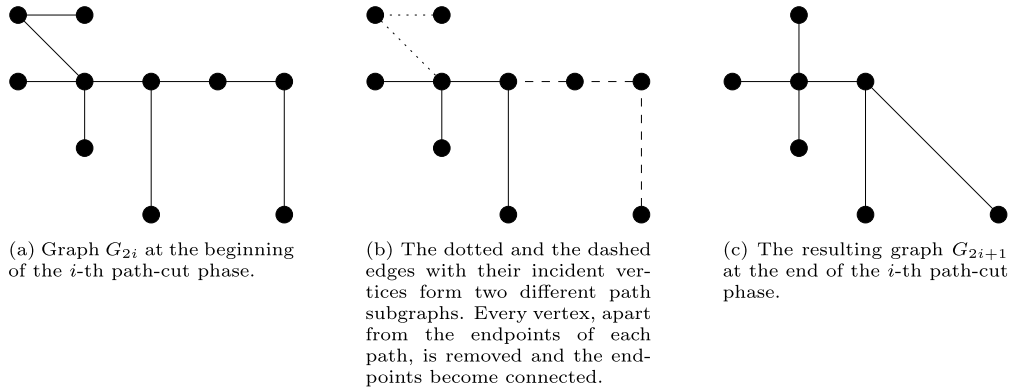 (a) Graph G₂ᵢ at the beginning
of the i-th path-cut phase.
(b) The dotted and the dashed
edges with their incident ver-
tices form two different path
subgraphs. Every vertex, apart
from the endpoints of each
path, is removed and the end-
points become connected.
(c) The resulting graph G₂ᵢ₊₁
at the end of the i-th path-cut
phase.